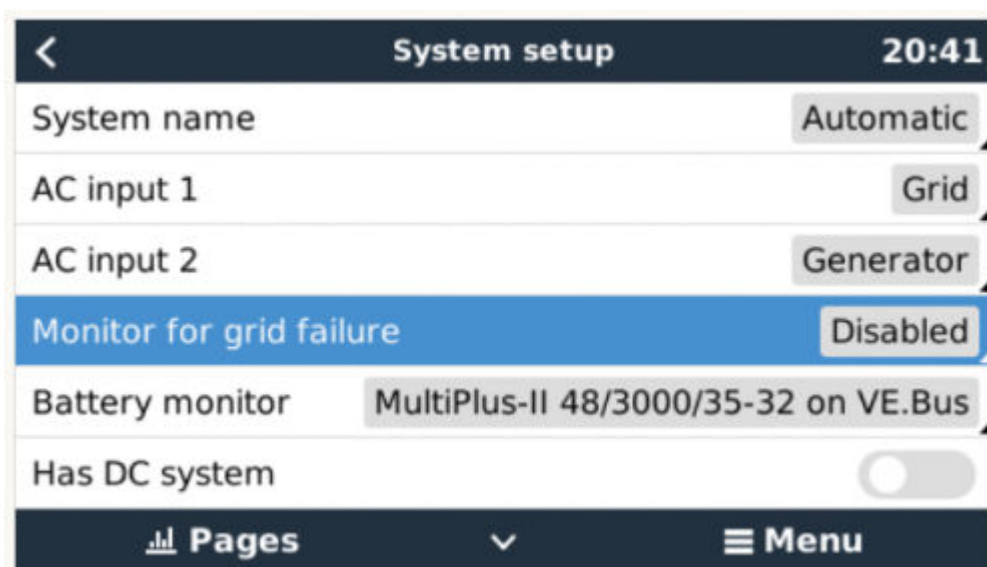 System setup 20:41
System name Automatic
AC input 1 Grid
AC input 2 Generator
Monitor for grid failure Disabled
Battery monitor MultiPlus-II 48/3000/35-32 on VE.Bus
Has DC system
Pages Menu